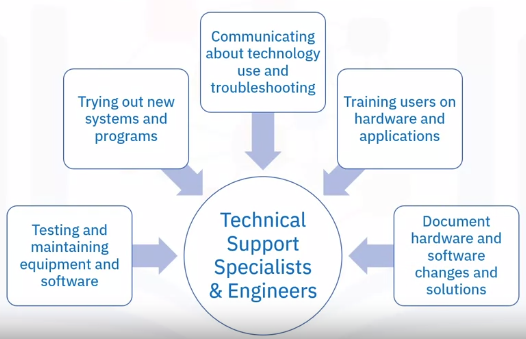 Communicating
about technology
use and
troubleshooting
Trying out new
systems and
programs
Training users on
hardware and
applications
Testing and
maintaining
equipment and
software
Technical
Support
Specialists
& Engineers
Document
hardware and
software
changes and
solutions